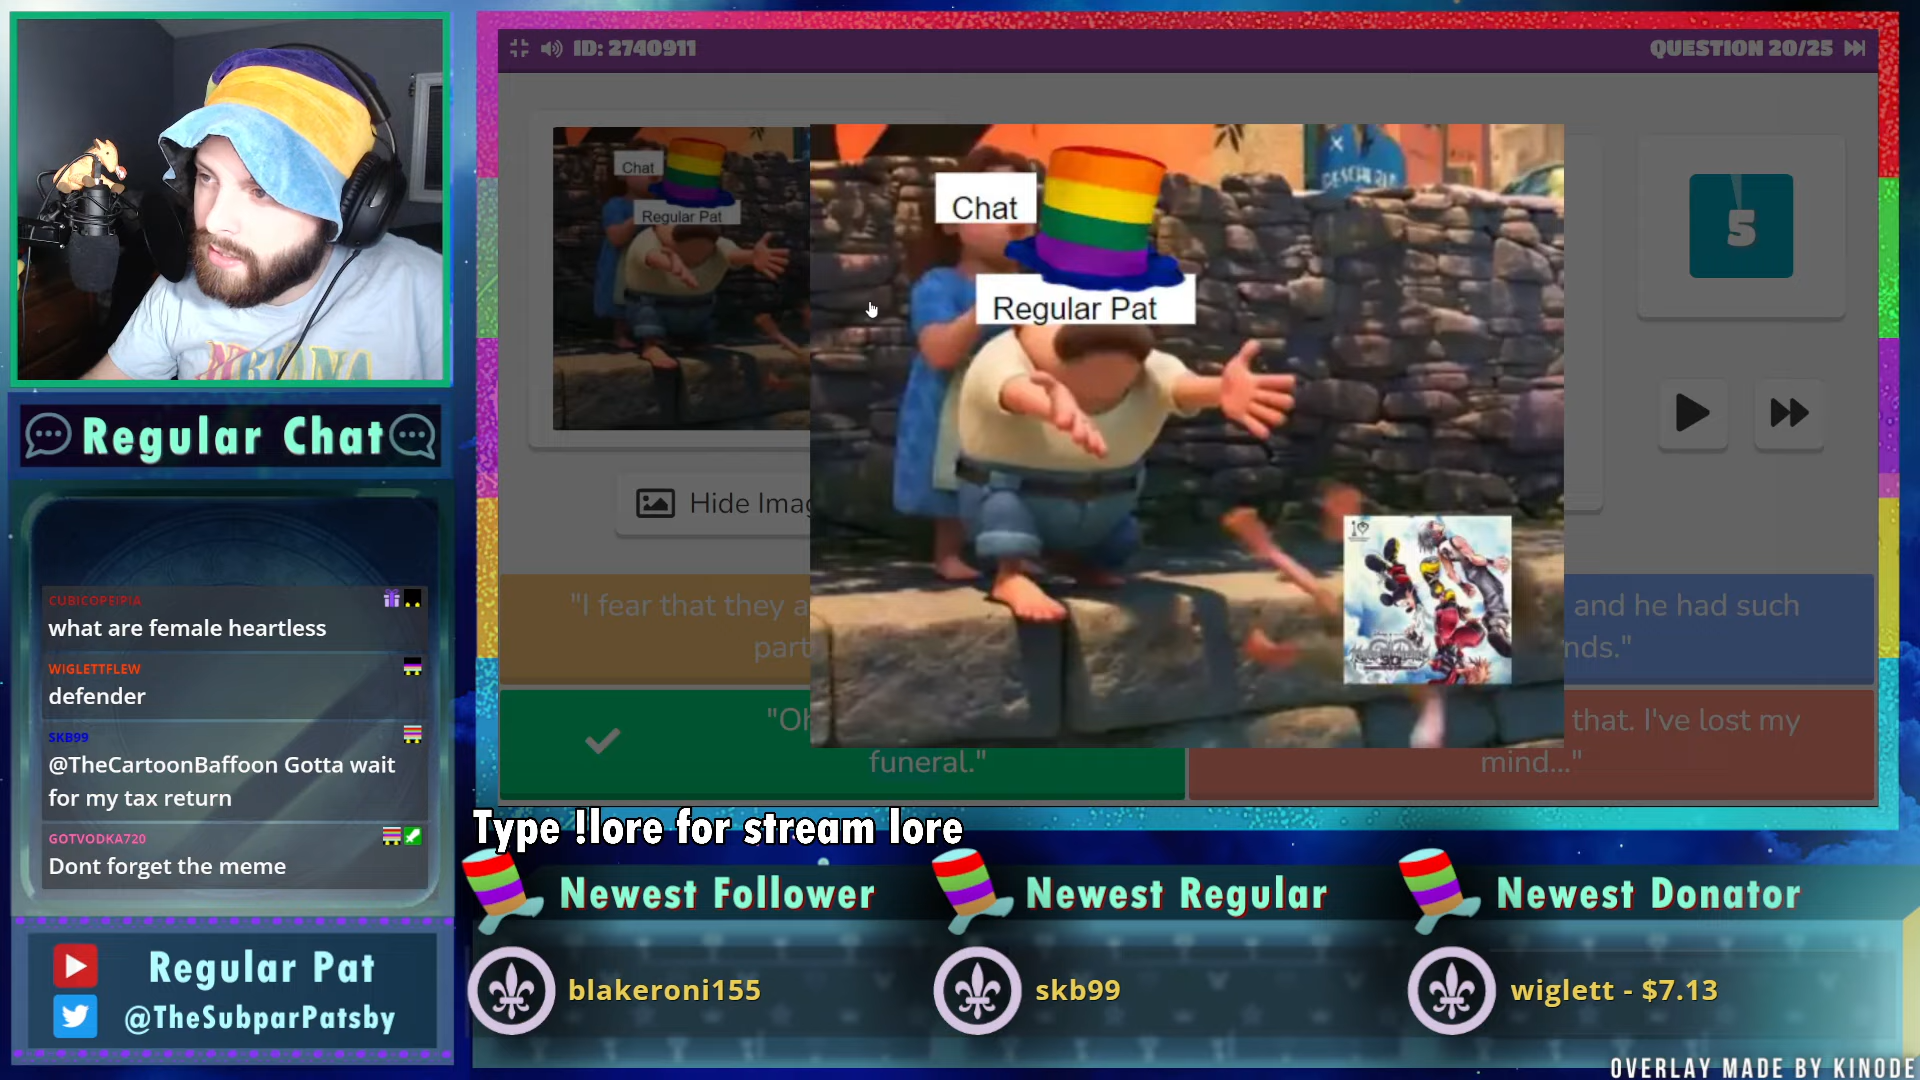 ID: 2740911
QUESTION 20/25
Chat
Regular Pat
Chat
Regular Pat
5
Hide Imag
"I fear that they a
part
and he had such
nds."
"Oh
funeral."
that. I've lost my
mind..."
Regular Chat
CUBICOPEIPIA
what are female heartless
WIGLETTFLEW
defender
SKB99
@TheCartoonBaffoon Gotta wait
for my tax return
GOTVODKA720
Dont forget the meme
Type !lore for stream lore
Newest Follower
blakeroni155
Newest Regular
skb99
Newest Donator
wiglett - $7.13
Regular Pat
@TheSubparPatsby
OVERLAY MADE BY KINODE